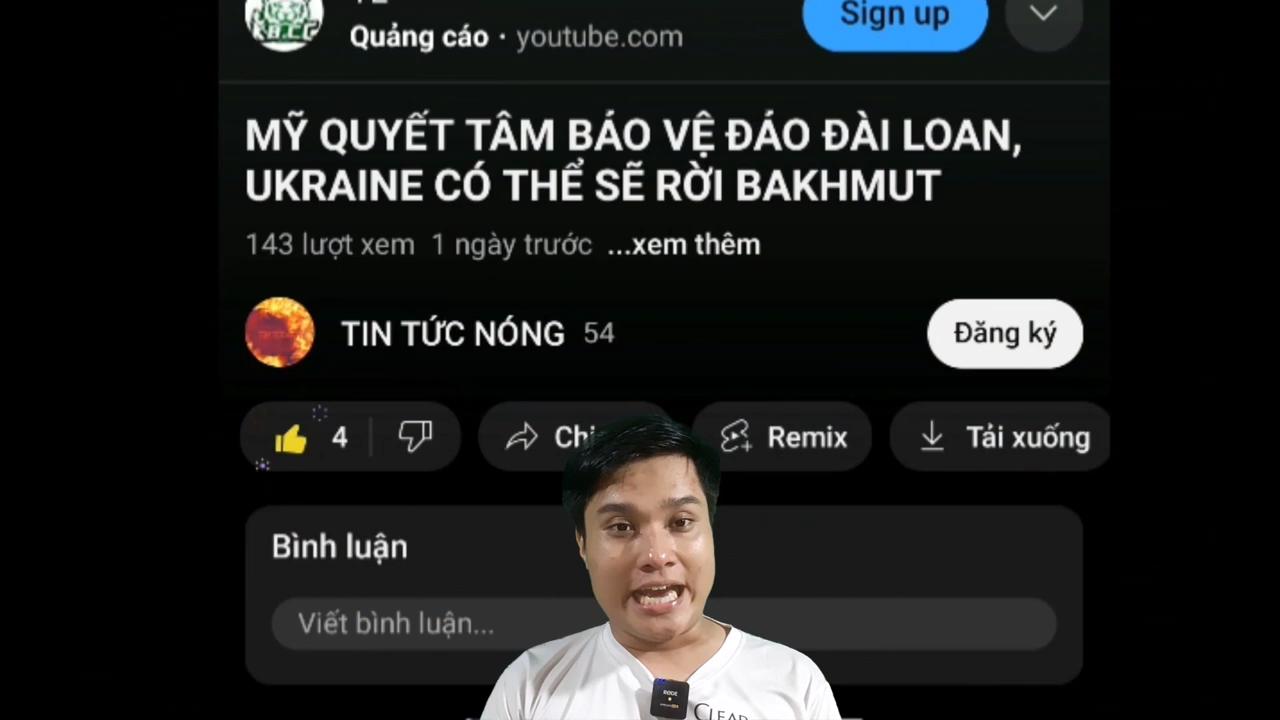 Sign up
Quảng cáo · youtube.com
MỸ QUYẾT TÂM BẢO VỆ ĐẢO ĐÀI LOAN,
UKRAINE CÓ THỂ SẼ RỜI BAKHMUT
143 lượt xem 1 ngày trước ...xem thêm
TIN TỨC NÓNG 54
Đăng ký
4
Remix
Tải xuống
Bình luận
Viết bình luận...
RODE
CLEAR